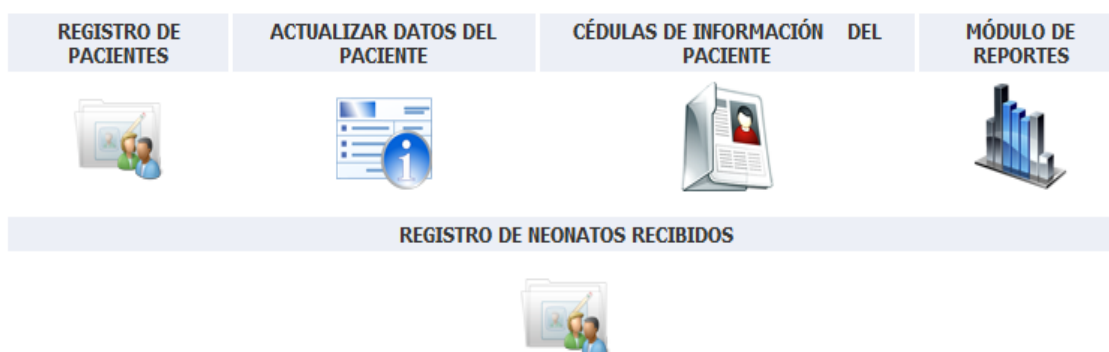 REGISTRO DE PACIENTES
ACTUALIZAR DATOS DEL PACIENTE
CÉDULAS DE INFORMACIÓN DEL PACIENTE
MÓDULO DE REPORTES
REGISTRO DE NEONATOS RECIBIDOS